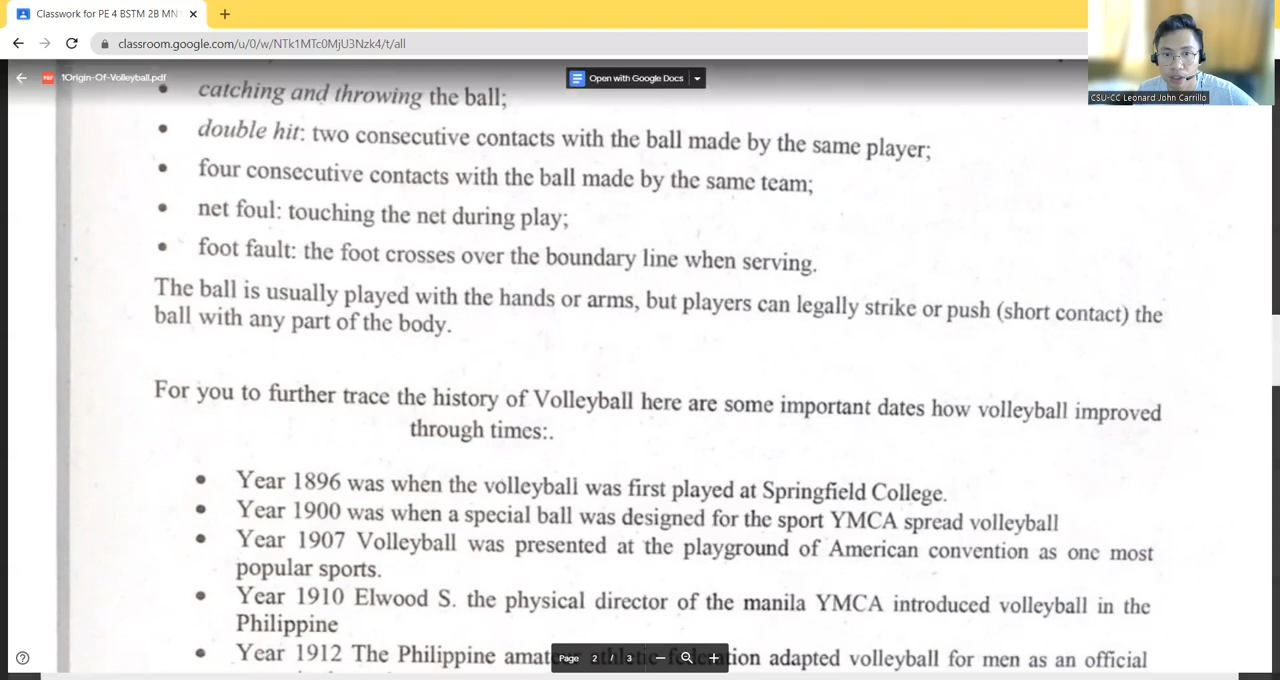 Classwork for PE 4 BSTM 2B MN
classroom.google.com/u/0/w/NTk1MTc0MjU3Nzk4/t/all
1Origin-Of-Volleyball.pdf
Open with Google Docs
CSU-CC Leonard John Carrillo
• catching and throwing the ball;
• double hit: two consecutive contacts with the ball made by the same player;
• four consecutive contacts with the ball made by the same team;
• net foul: touching the net during play;
• foot fault: the foot crosses over the boundary line when serving.
The ball is usually played with the hands or arms, but players can legally strike or push (short contact) the
ball with any part of the body.
For you to further trace the history of Volleyball here are some important dates how volleyball improved
through times:.
• Year 1896 was when the volleyball was first played at Springfield College.
• Year 1900 was when a special ball was designed for the sport YMCA spread volleyball
• Year 1907 Volleyball was presented at the playground of American convention as one most
popular sports.
• Year 1910 Elwood S. the physical director of the manila YMCA introduced volleyball in the
Philippine
• Year 1912 The Philippine adapted volleyball for men as an official
Page 2 / 3